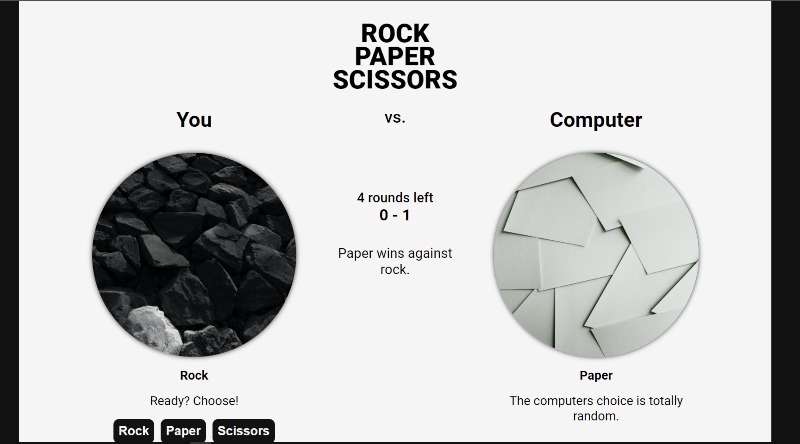 ROCK
PAPER
SCISSORS
You
vs.
Computer
4 rounds left
0 - 1
Paper wins against
rock.
Rock
Ready? Choose!
Rock
Paper
Scissors
Paper
The computers choice is totally
random.